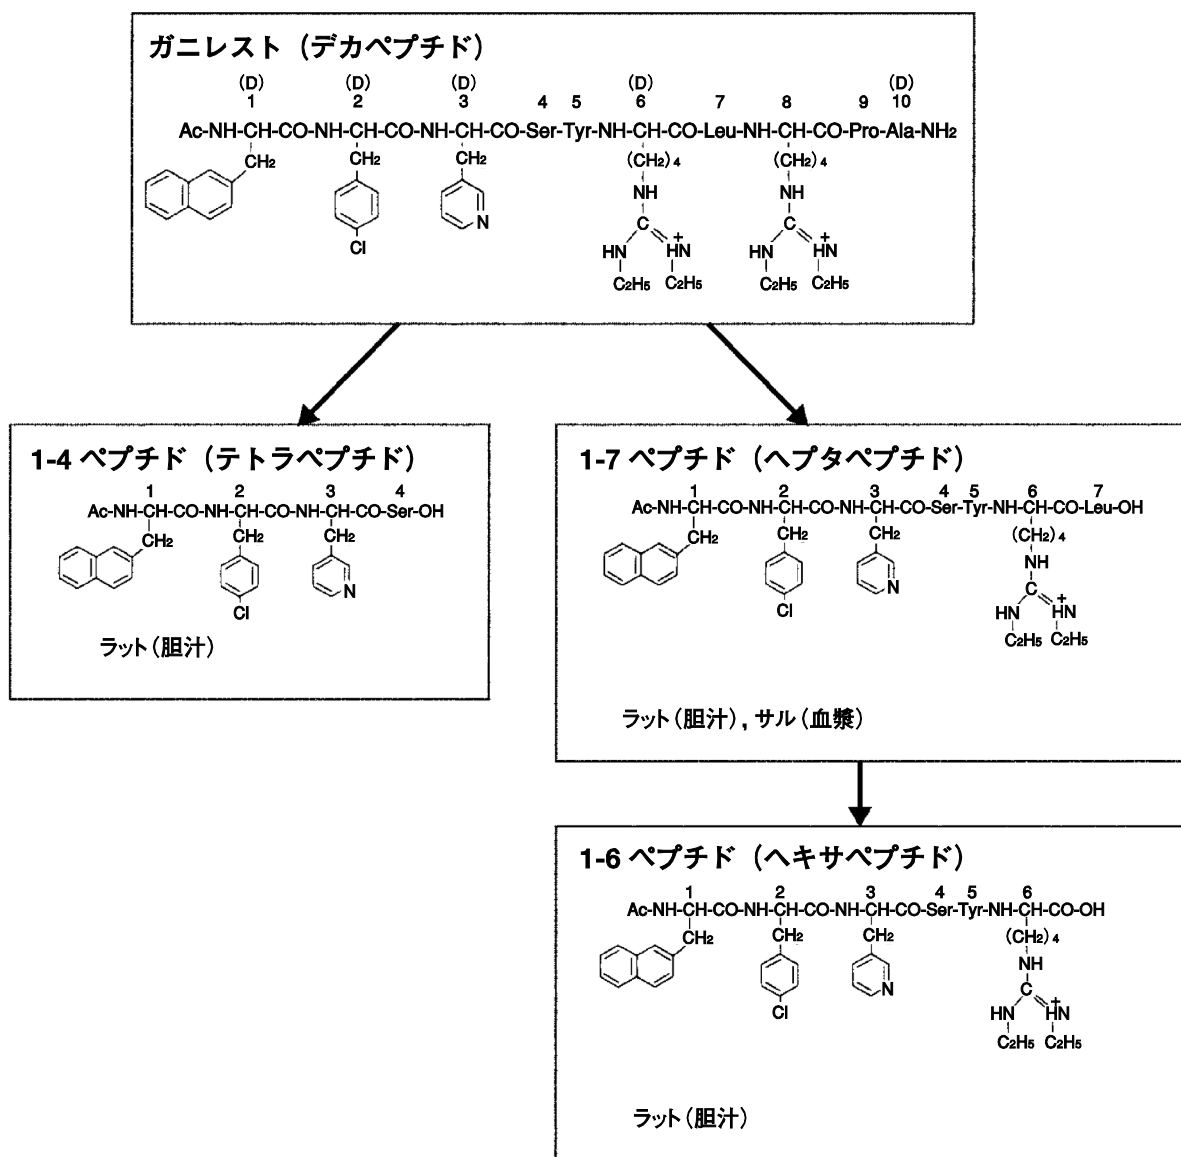 ガニレスト（デカペプチド）
(D) (D) (D) (D) (D)
1 2 3 4 5 6 7 8 9 10
Ac-NH-CH-CO-NH-CH-CO-NH-CH-CO-Ser-Tyr-NH-CH-CO-Leu-NH-CH-CO-Pro-Ala-NH₂
CH₂ CH₂ CH₂ (CH₂)₄ (CH₂)₄
NH NH
N C C
Cl HN HN+ HN HN+
C₂H₅ C₂H₅ C₂H₅ C₂H₅
1-4 ペプチド（テトラペプチド）
1 2 3 4
Ac-NH-CH-CO-NH-CH-CO-NH-CH-CO-Ser-OH
CH₂ CH₂ CH₂
N
Cl
ラット（胆汁）
1-7 ペプチド（ヘプタペプチド）
1 2 3 4 5 6 7
Ac-NH-CH-CO-NH-CH-CO-NH-CH-CO-Ser-Tyr-NH-CH-CO-Leu-OH
CH₂ CH₂ CH₂ (CH₂)₄
NH
N C
Cl HN HN+
C₂H₅ C₂H₅
ラット（胆汁）, サル（血漿）
1-6 ペプチド（ヘキサペプチド）
1 2 3 4 5 6
Ac-NH-CH-CO-NH-CH-CO-NH-CH-CO-Ser-Tyr-NH-CH-CO-OH
CH₂ CH₂ CH₂ (CH₂)₄
NH
N C
Cl HN HN+
C₂H₅ C₂H₅
ラット（胆汁）